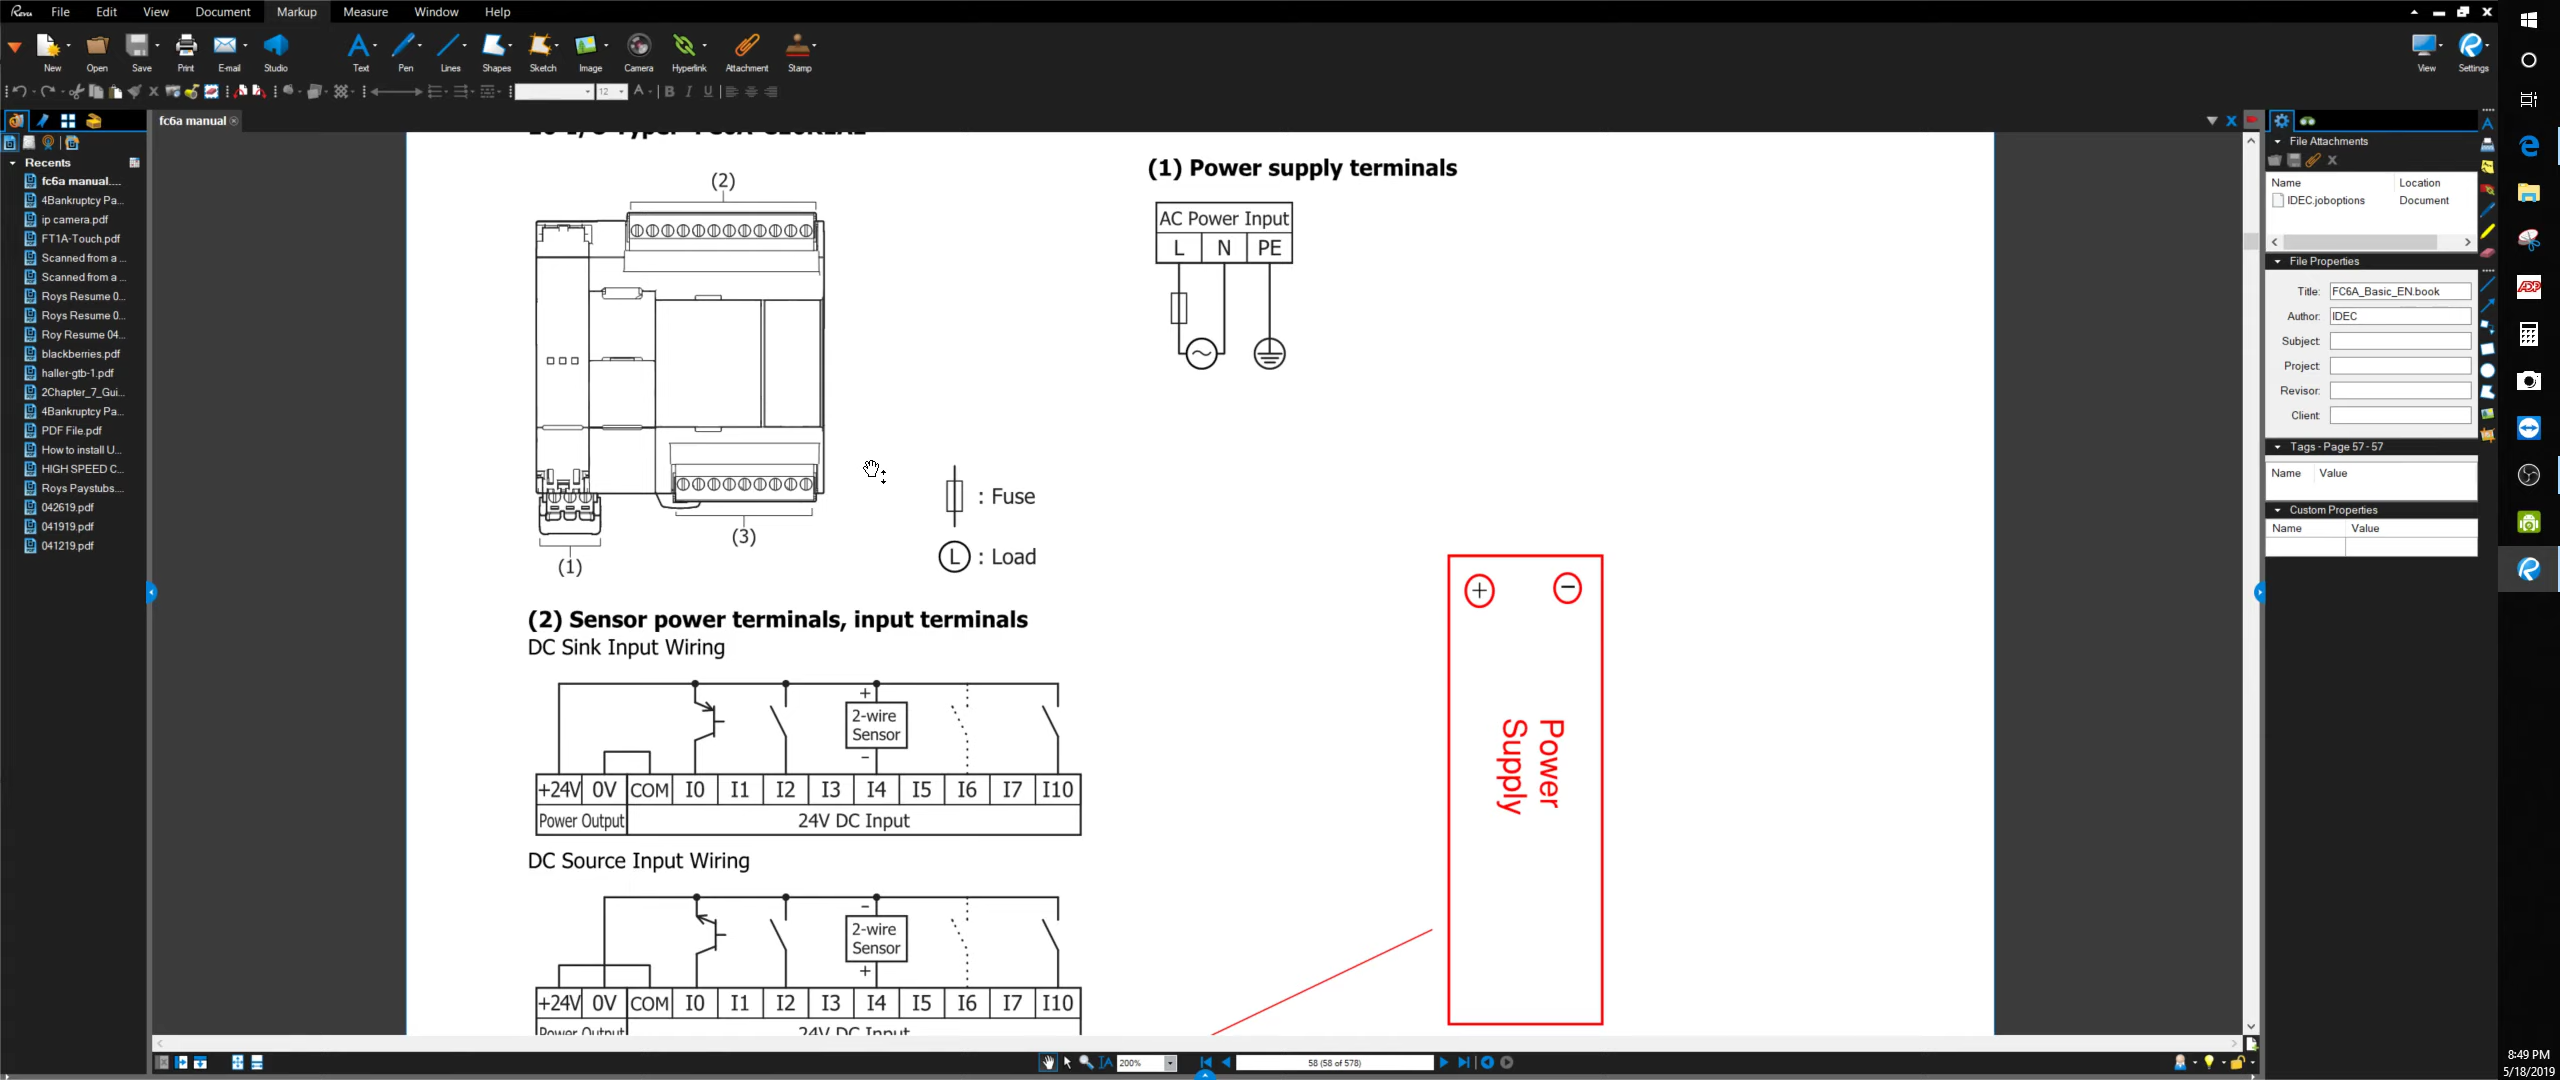 Revu File Edit View Document Markup Measure Window Help
New Open Save Print E-mail Studio Text Pen Lines Shapes Sketch Image Camera Hyperlink Attachment Stamp View Settings
12 A B I U
fc6a manual
Recents
fc6a manual....
4Bankruptcy Pa...
ip camera.pdf
FT1A-Touch.pdf
Scanned from a ...
Scanned from a ...
Roys Resume 0...
Roys Resume 0...
Roy Resume 04...
blackberries.pdf
haller-gtb-1.pdf
2Chapter_7_Gui...
4Bankruptcy Pa...
PDF File.pdf
How to install U...
HIGH SPEED C...
Roys Paystubs....
042619.pdf
041919.pdf
041219.pdf
(2)
(1)
(3)
: Fuse
L : Load
(1) Power supply terminals
AC Power Input
L N PE
(2) Sensor power terminals, input terminals
DC Sink Input Wiring
+
2-wire
Sensor
−
+24V 0V COM I0 I1 I2 I3 I4 I5 I6 I7 I10
Power Output 24V DC Input
DC Source Input Wiring
−
2-wire
Sensor
+
+24V 0V COM I0 I1 I2 I3 I4 I5 I6 I7 I10
Power Output 24V DC Input
+ −
Power
Supply
File Attachments
Name Location
IDEC.joboptions Document
File Properties
Title: FC6A_Basic_EN.book
Author: IDEC
Subject:
Project:
Revisor:
Client:
Tags - Page 57 - 57
Name Value
Custom Properties
Name Value
ADP
200%
58 (58 of 578)
8:49 PM
5/18/2019